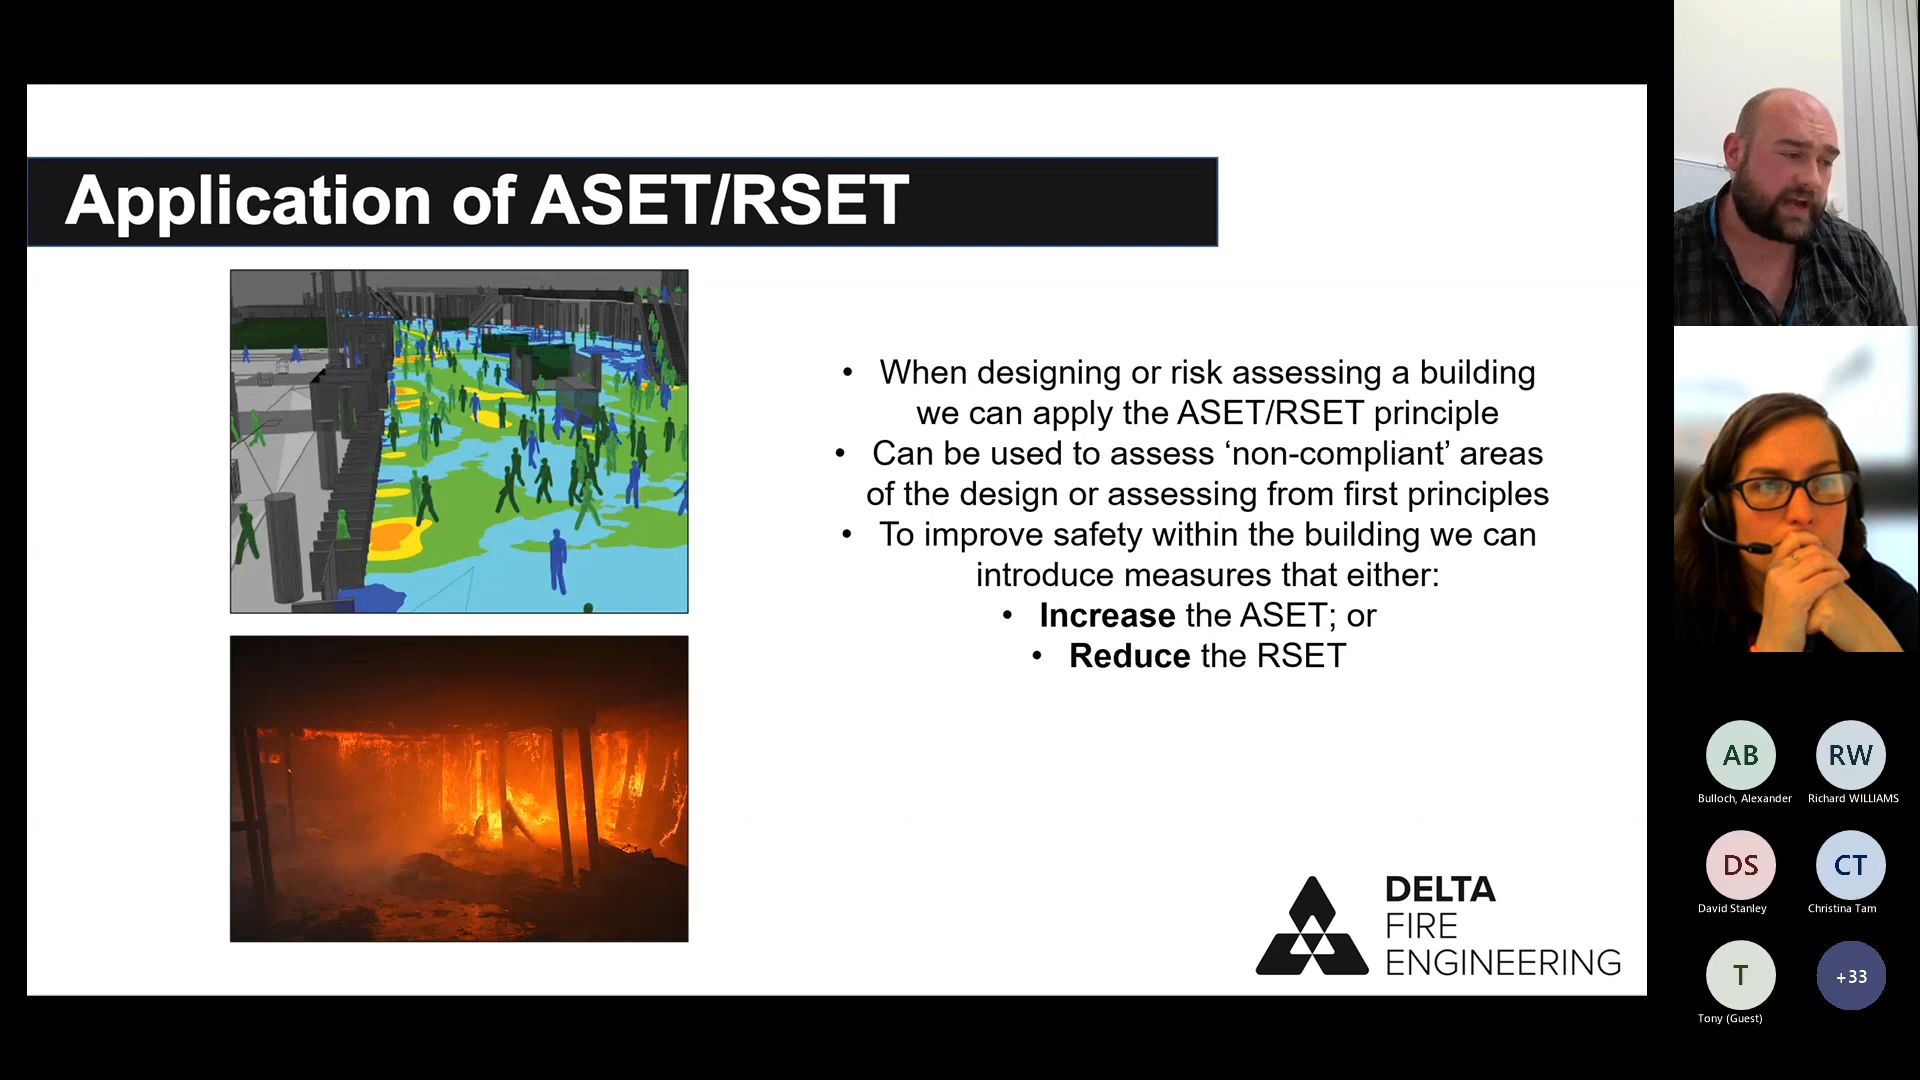 Application of ASET/RSET
• When designing or risk assessing a building
we can apply the ASET/RSET principle
• Can be used to assess ‘non-compliant’ areas
of the design or assessing from first principles
• To improve safety within the building we can
introduce measures that either:
• Increase the ASET; or
• Reduce the RSET
DELTA
FIRE
ENGINEERING
AB
Bulloch, Alexander
RW
Richard WILLIAMS
DS
David Stanley
CT
Christina Tam
T
Tony (Guest)
+33